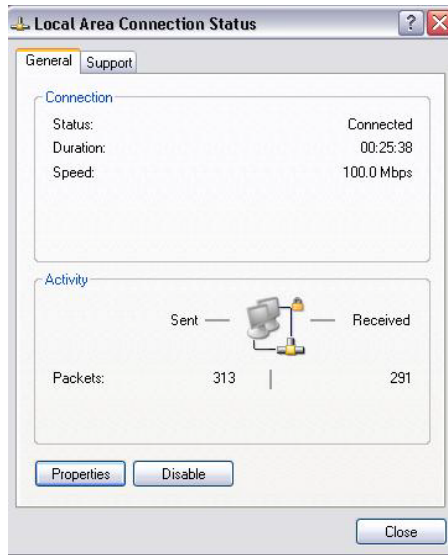 Local Area Connection Status
General Support
Connection
Status: Connected
Duration: 00:25:38
Speed: 100.0 Mbps
Activity
Sent Received
Packets: 313 291
Properties Disable
Close